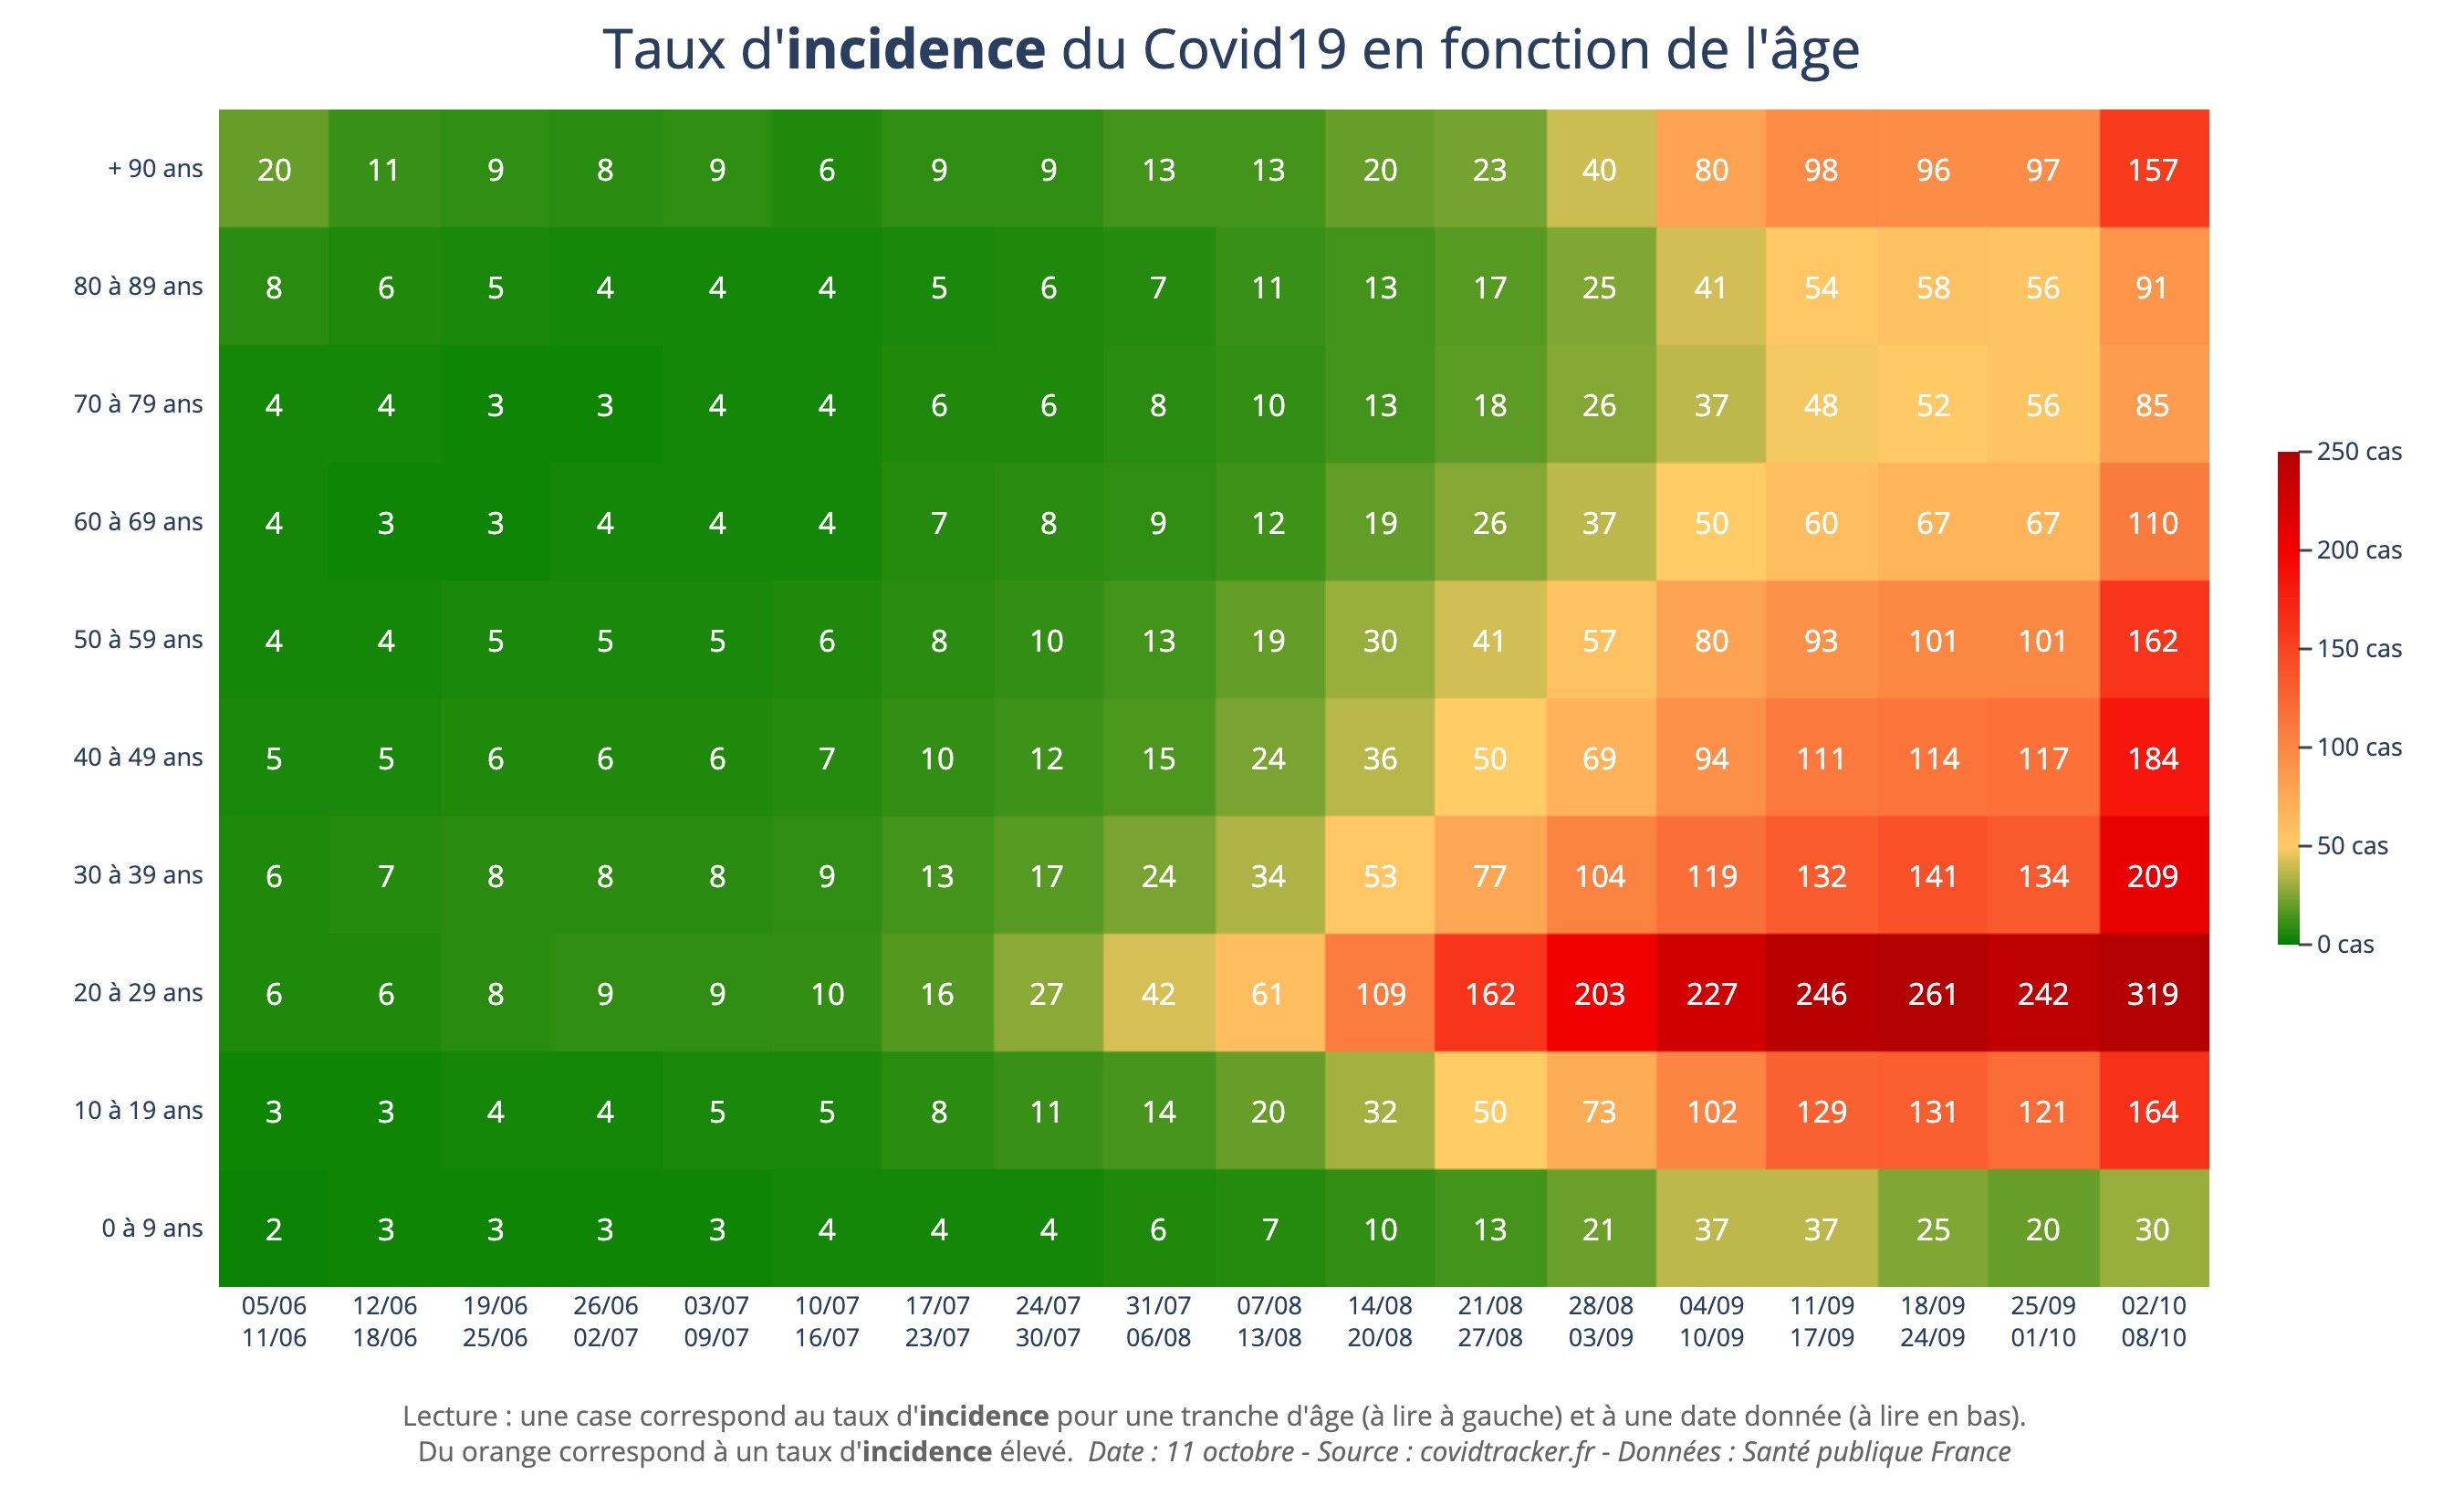 Taux d'incidence du Covid19 en fonction de l'âge
+ 90 ans 20 11 9 8 9 6 9 9 13 13 20 23 40 80 98 96 97 157
80 à 89 ans 8 6 5 4 4 4 5 6 7 11 13 17 25 41 54 58 56 91
70 à 79 ans 4 4 3 3 4 4 6 6 8 10 13 18 26 37 48 52 56 85
250 cas
60 à 69 ans 4 3 3 4 4 4 7 8 9 12 19 26 37 50 60 67 67 110
200 cas
50 à 59 ans 4 4 5 5 5 6 8 10 13 19 30 41 57 80 93 101 101 162
150 cas
40 à 49 ans 5 5 6 6 6 7 10 12 15 24 36 50 69 94 111 114 117 184
100 cas
30 à 39 ans 6 7 8 8 8 9 13 17 24 34 53 77 104 119 132 141 134 209
50 cas
20 à 29 ans 6 6 8 9 9 10 16 27 42 61 109 162 203 227 246 261 242 319
0 cas
10 à 19 ans 3 3 4 4 5 5 8 11 14 20 32 50 73 102 129 131 121 164
0 à 9 ans 2 3 3 3 3 4 4 4 6 7 10 13 21 37 37 25 20 30
05/06 12/06 19/06 26/06 03/07 10/07 17/07 24/07 31/07 07/08 14/08 21/08 28/08 04/09 11/09 18/09 25/09 02/10
11/06 18/06 25/06 02/07 09/07 16/07 23/07 30/07 06/08 13/08 20/08 27/08 03/09 10/09 17/09 24/09 01/10 08/10
Lecture : une case correspond au taux d'incidence pour une tranche d'âge (à lire à gauche) et à une date donnée (à lire en bas).
Du orange correspond à un taux d'incidence élevé. Date : 11 octobre - Source : covidtracker.fr - Données : Santé publique France